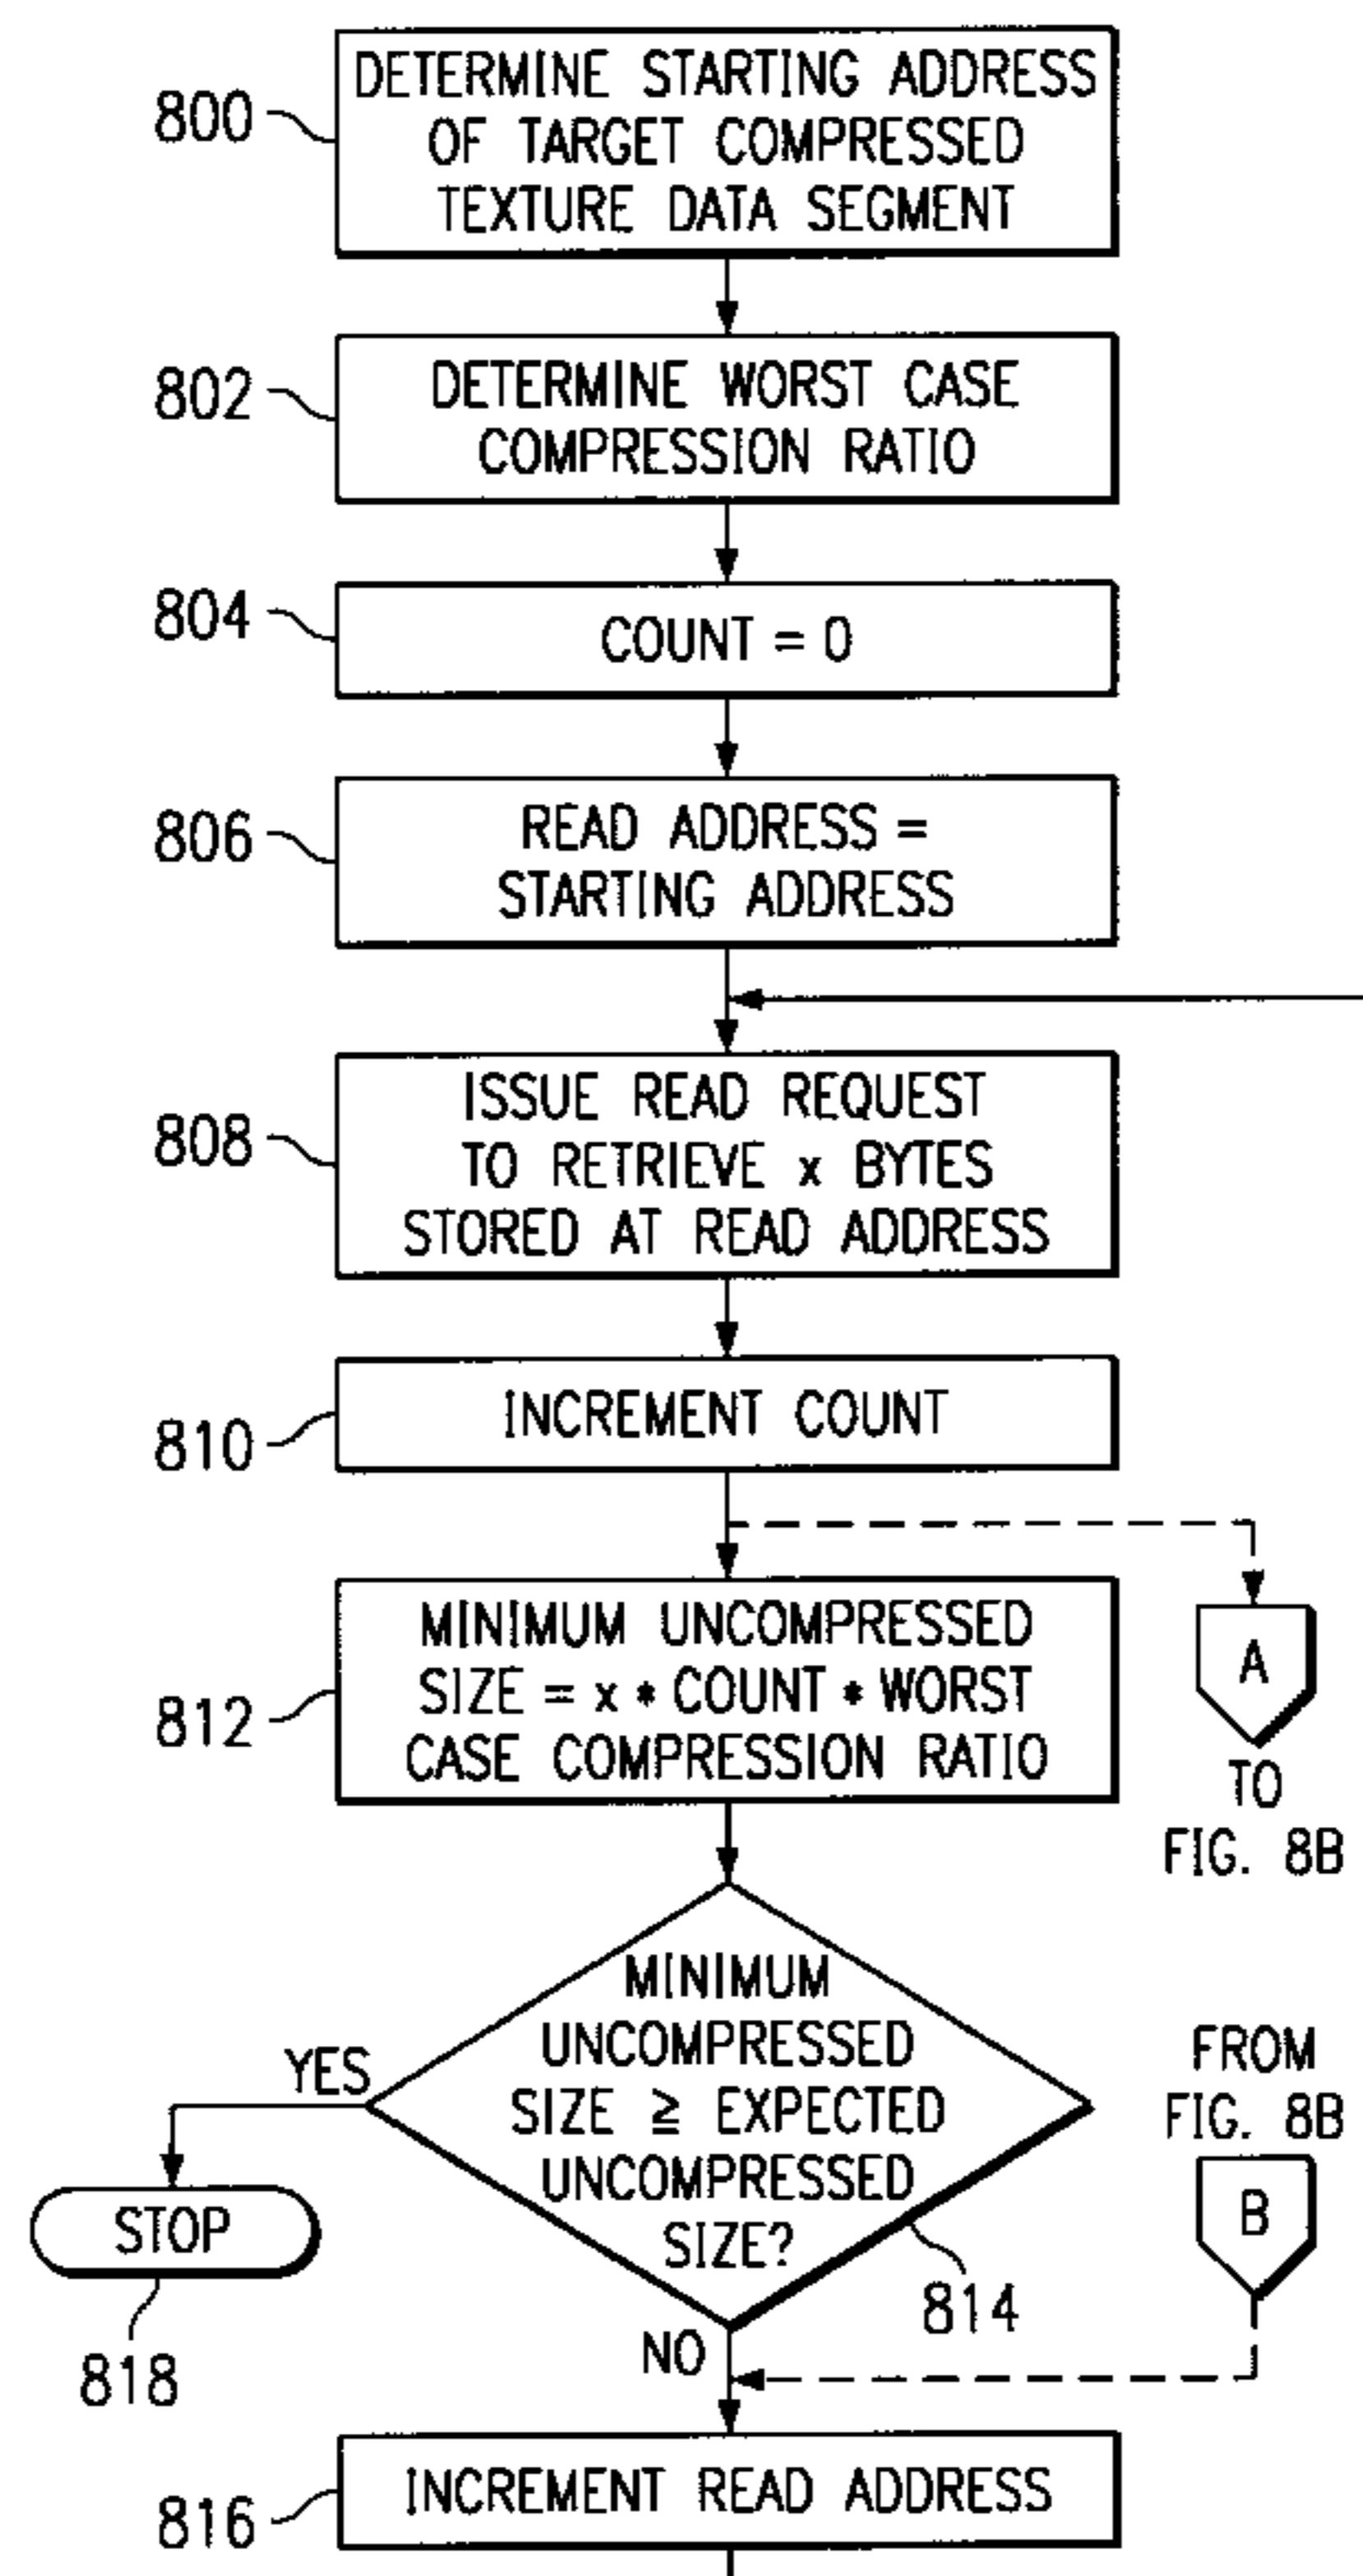 800
DETERMINE STARTING ADDRESS
OF TARGET COMPRESSED
TEXTURE DATA SEGMENT
802
DETERMINE WORST CASE
COMPRESSION RATIO
804
COUNT = 0
806
READ ADDRESS =
STARTING ADDRESS
808
ISSUE READ REQUEST
TO RETRIEVE x BYTES
STORED AT READ ADDRESS
810
INCREMENT COUNT
812
MINIMUM UNCOMPRESSED
SIZE = x * COUNT * WORST
CASE COMPRESSION RATIO
A
TO
FIG. 8B
MINIMUM
UNCOMPRESSED
SIZE ≥ EXPECTED
UNCOMPRESSED
SIZE?
814
YES
STOP
818
NO
FROM
FIG. 8B
B
816
INCREMENT READ ADDRESS